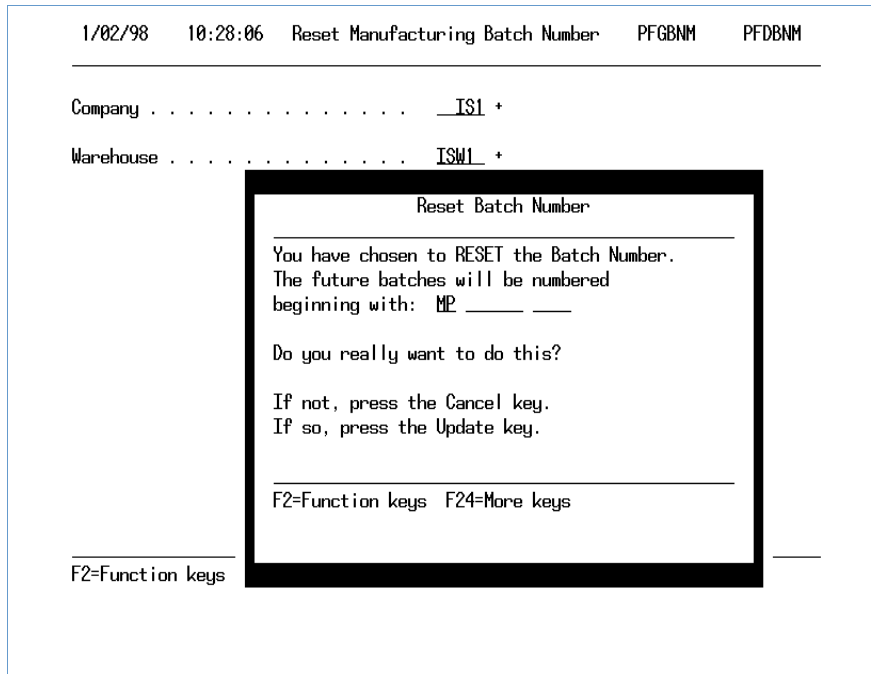 1/02/98 10:28:06 Reset Manufacturing Batch Number PFGBNM PFDBNM
Company . . . . . . . . . . . . . . IS1 +
Warehouse . . . . . . . . . . . . . ISW1 +
Reset Batch Number
You have chosen to RESET the Batch Number.
The future batches will be numbered
beginning with: MP ______ ____
Do you really want to do this?
If not, press the Cancel key.
If so, press the Update key.
F2=Function keys F24=More keys
F2=Function keys